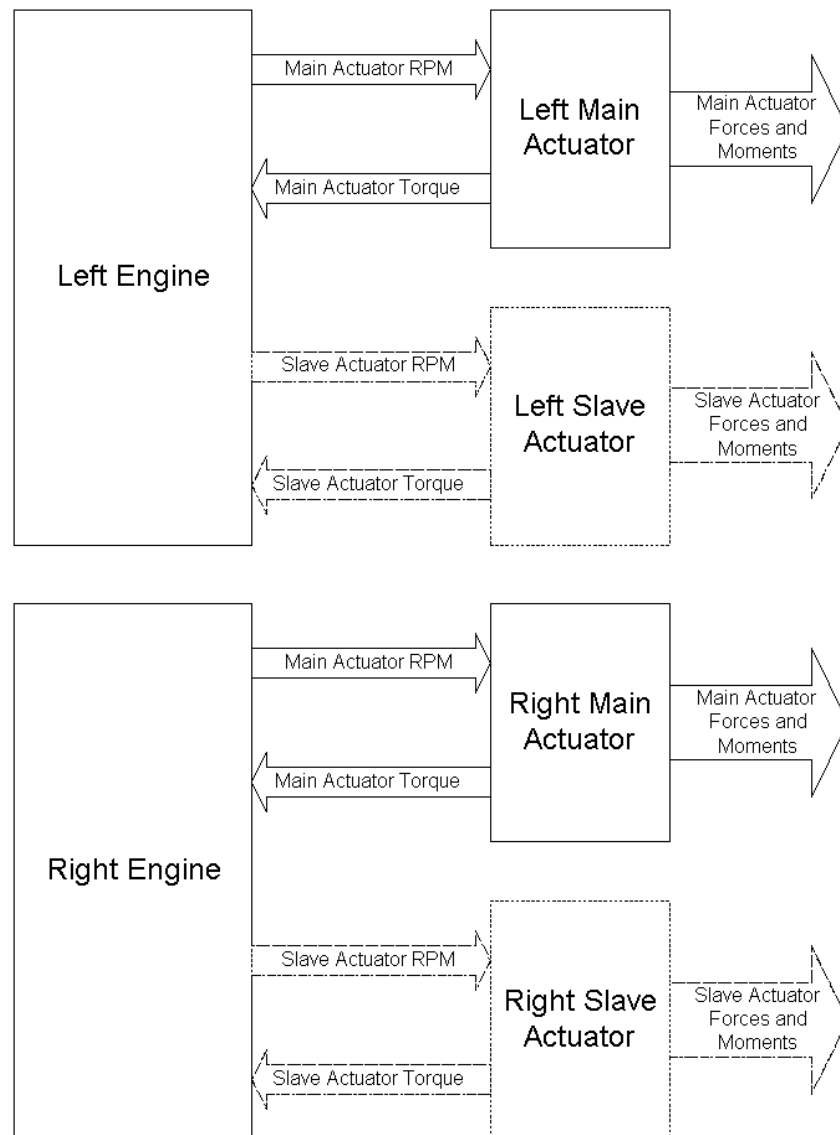 Main Actuator RPM
Left Main
Actuator
Main Actuator
Forces and
Moments
Main Actuator Torque
Left Engine
Slave Actuator RPM
Left Slave
Actuator
Slave Actuator
Forces and
Moments
Slave Actuator Torque
Main Actuator RPM
Right Main
Actuator
Main Actuator
Forces and
Moments
Main Actuator Torque
Right Engine
Slave Actuator RPM
Right Slave
Actuator
Slave Actuator
Forces and
Moments
Slave Actuator Torque